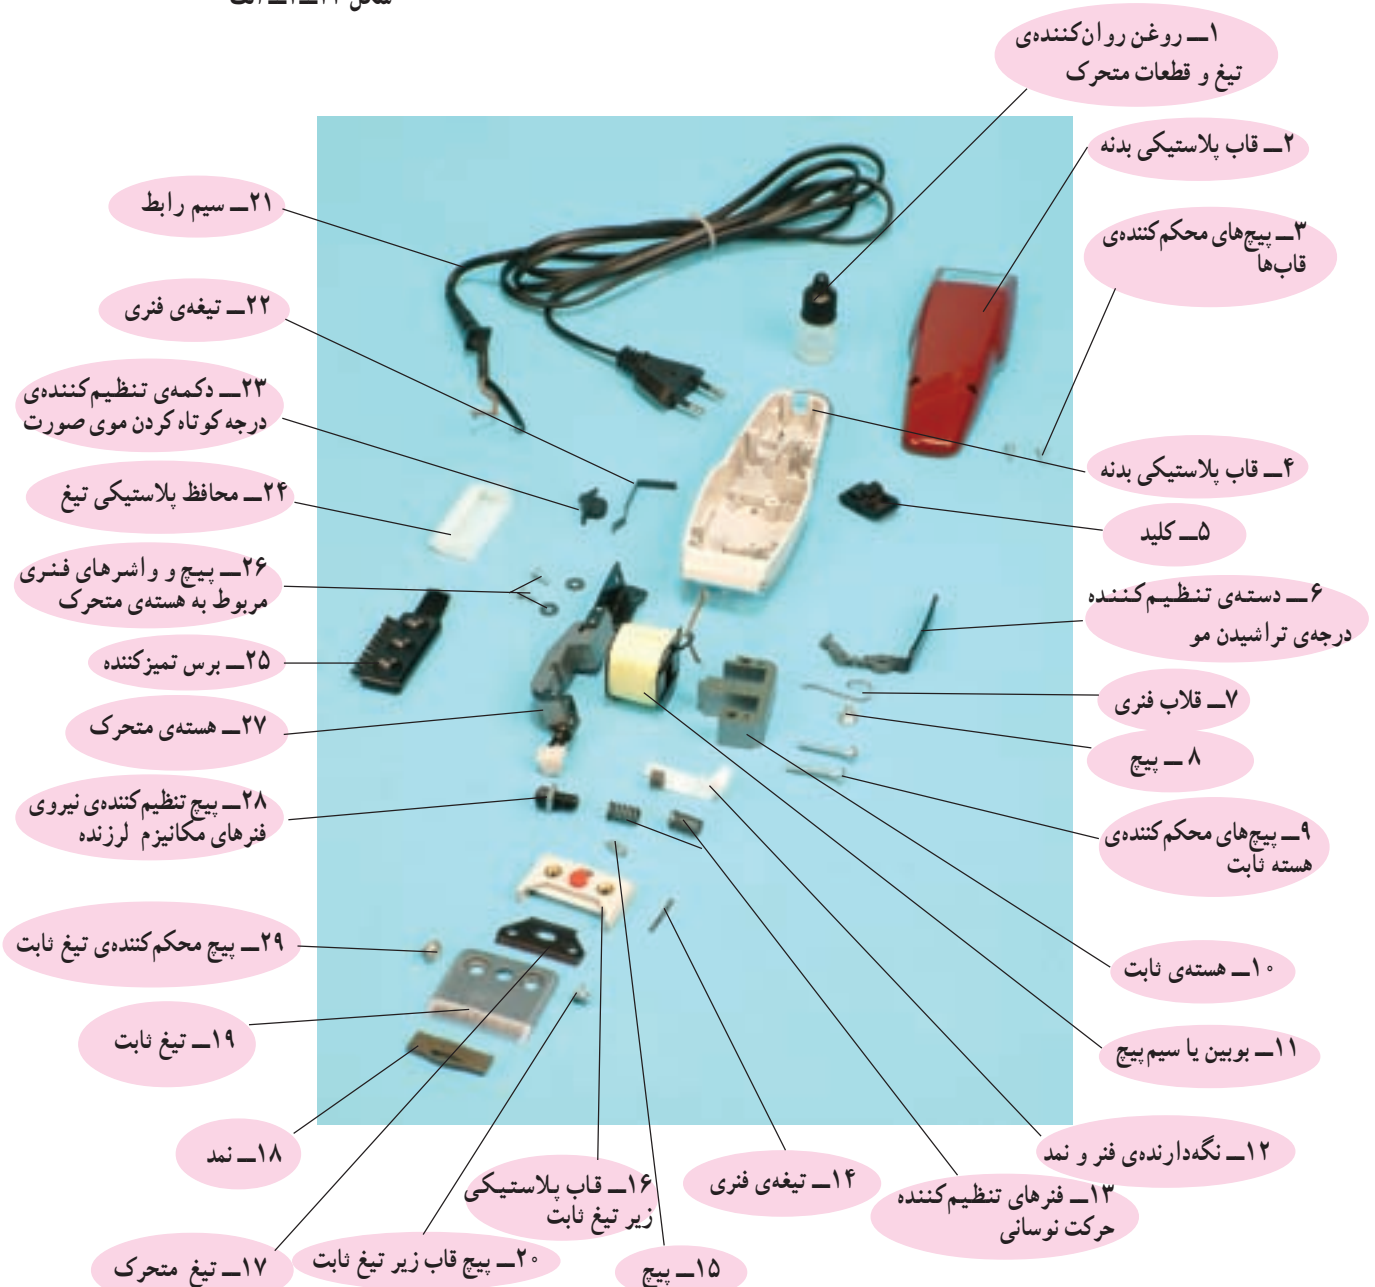 ۱ــ روغن روان‌کننده‌ی
تیغ و قطعات متحرک
۲ــ قاب پلاستیکی بدنه
۳ــ پیچ‌های محکم‌کننده‌ی
قاب‌ها
۴ــ قاب پلاستیکی بدنه
۵ــ کلید
۶ــ دسته‌ی تنظیم‌کننده
درجه‌ی تراشیدن مو
۷ــ قلاب فنری
۸ ــ پیچ
۹ــ پیچ‌های محکم‌کننده‌ی
هسته ثابت
۱۰ــ هسته‌ی ثابت
۱۱ــ بوبین یا سیم‌پیچ
۱۲ــ نگه‌دارنده‌ی فنر و نمد
۱۳ــ فنرهای تنظیم‌کننده
حرکت نوسانی
۱۴ــ تیغه‌ی فنری
۱۵ــ پیچ
۱۶ــ قاب پلاستیکی
زیر تیغ ثابت
۱۷ــ تیغ متحرک
۱۸ــ نمد
۱۹ــ تیغ ثابت
۲۰ــ پیچ قاب زیر تیغ ثابت
۲۱ــ سیم رابط
۲۲ــ تیغه‌ی فنری
۲۳ــ دکمه‌ی تنظیم‌کننده‌ی
درجه کوتاه کردن موی صورت
۲۴ــ محافظ پلاستیکی تیغ
۲۶ــ پیچ و واشرهای فنری
مربوط به هسته‌ی متحرک
۲۵ــ برس تمیزکننده
۲۷ــ هسته‌ی متحرک
۲۸ــ پیچ تنظیم‌کننده‌ی نیروی
فنرهای مکانیزم لرزنده
۲۹ــ پیچ محکم‌کننده‌ی تیغ ثابت